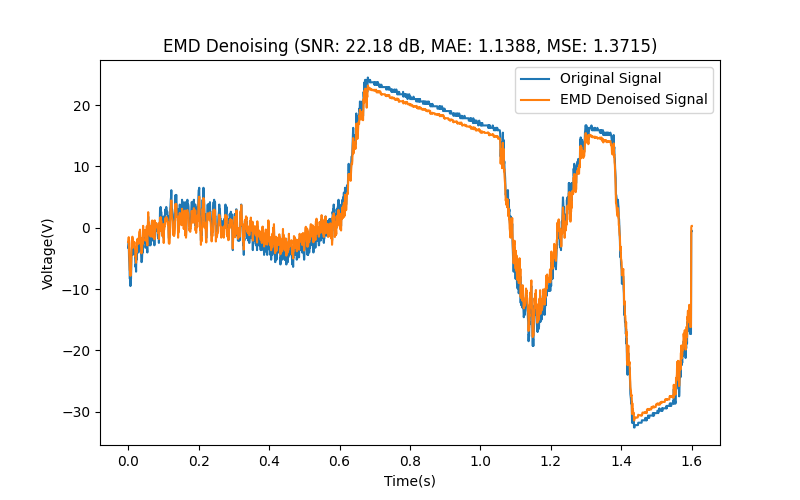 EMD Denoising (SNR: 22.18 dB, MAE: 1.1388, MSE: 1.3715)
Original Signal
EMD Denoised Signal
Voltage(V)
20
10
0
−10
−20
−30
0.0 0.2 0.4 0.6 0.8 1.0 1.2 1.4 1.6
Time(s)